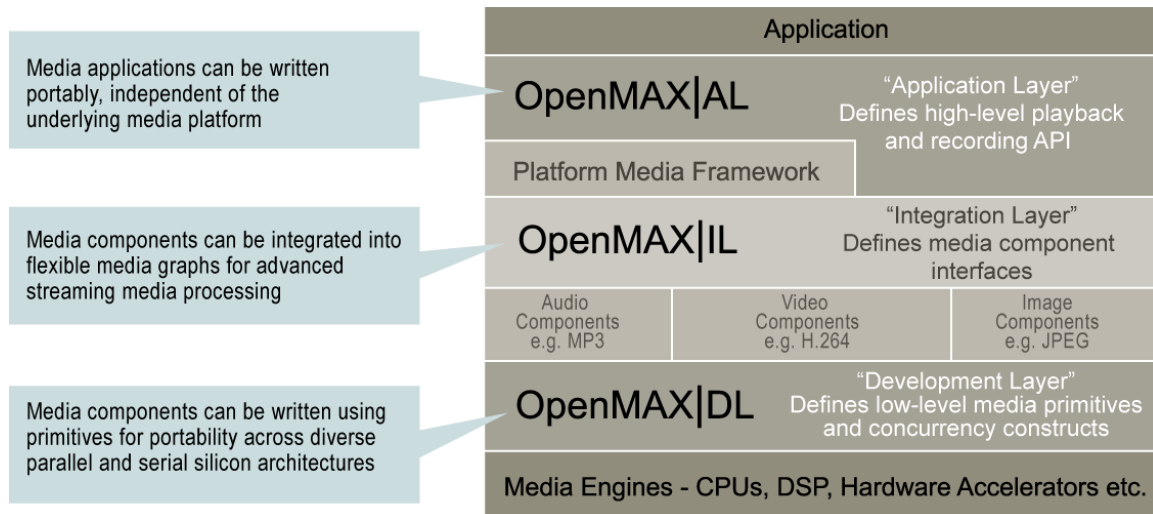 Application
Media applications can be written
portably, independent of the
underlying media platform
OpenMAX|AL
“Application Layer”
Defines high-level playback
and recording API
Platform Media Framework
Media components can be integrated into
flexible media graphs for advanced
streaming media processing
OpenMAX|IL
“Integration Layer”
Defines media component
interfaces
Audio
Components
e.g. MP3
Video
Components
e.g. H.264
Image
Components
e.g. JPEG
Media components can be written using
primitives for portability across diverse
parallel and serial silicon architectures
OpenMAX|DL
“Development Layer”
Defines low-level media primitives
and concurrency constructs
Media Engines - CPUs, DSP, Hardware Accelerators etc.